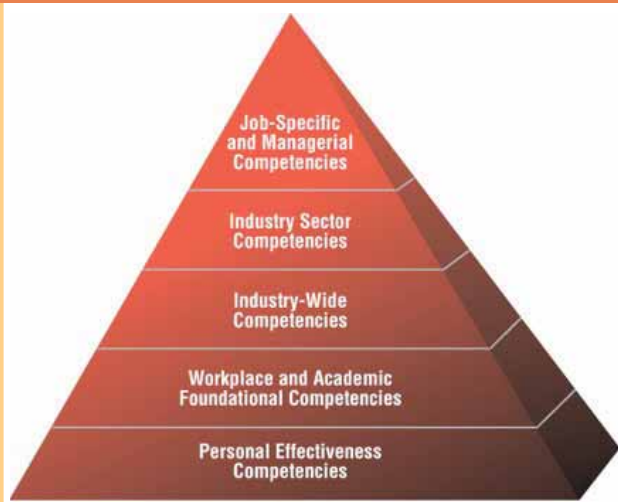 Job-Specific
and Managerial
Competencies
Industry Sector
Competencies
Industry-Wide
Competencies
Workplace and Academic
Foundational Competencies
Personal Effectiveness
Competencies